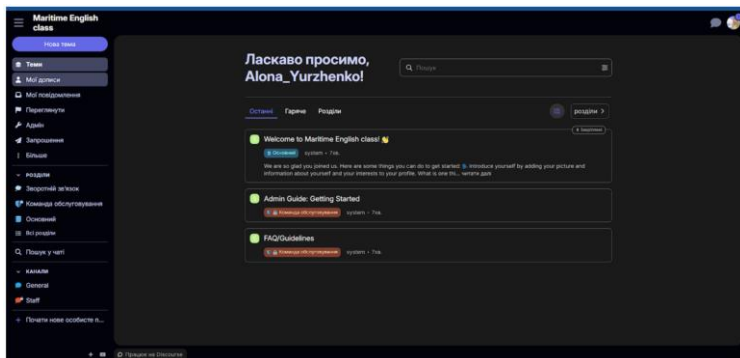 Maritime English
class
Нова тема
Теми
Мої дописи
Мої повідомлення
Переглянути
Адмін
Запрошення
Більше
РОЗДІЛИ
Зворотній зв'язок
Команда обслуговування
Основний
Всі розділи
Пошук у чаті
КАНАЛИ
General
Staff
Почати нове особисте п...
Ласкаво просимо,
Alona_Yurzhenko!
Пошук
Останні Гаряче Розділи
розділи
Welcome to Maritime English class! 👋
Основний system • 7хв.
We are so glad you joined us. Here are some things you can do to get started: Introduce yourself by adding your picture and
information about yourself and your interests to your profile. What is one thi... читати далі
Admin Guide: Getting Started
Команда обслуговування system • 7хв.
FAQ/Guidelines
Команда обслуговування system • 7хв.
Працює на Discourse